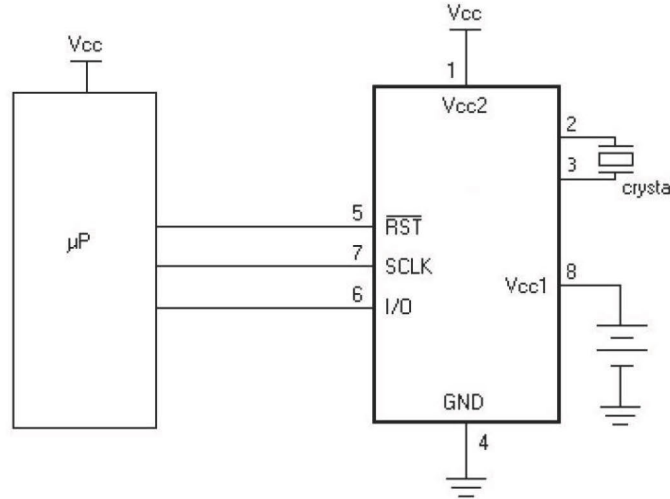 Vcc
Vcc
1
Vcc2
2
3
crysta
5
RST
μP
7
SCLK
6
I/O
Vcc1
8
GND
4